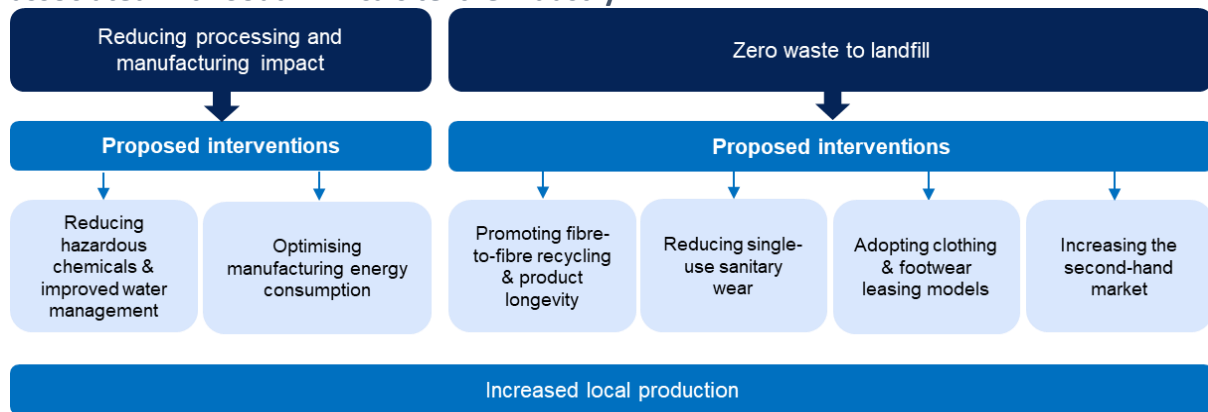 Reducing processing and
manufacturing impact
Zero waste to landfill
Proposed interventions
Proposed interventions
Reducing
hazardous
chemicals &
improved water
management
Optimising
manufacturing energy
consumption
Promoting fibre-
to-fibre recycling
& product
longevity
Reducing single-
use sanitary
wear
Adopting clothing
& footwear
leasing models
Increasing the
second-hand
market
Increased local production